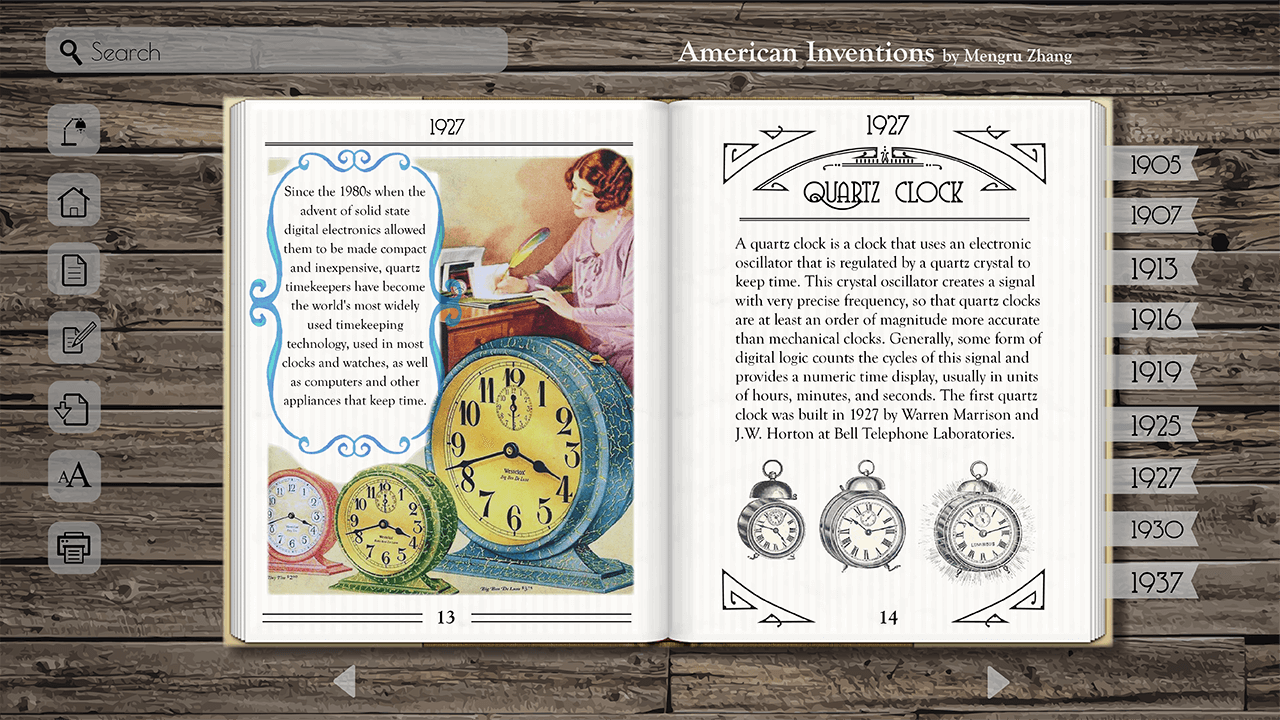 Search
American Inventions by Mengru Zhang
1927
Since the 1980s when the
advent of solid state
digital electronics allowed
them to be made compact
and inexpensive, quartz
timekeepers have become
the world's most widely
used timekeeping
technology, used in most
clocks and watches, as well
as computers and other
appliances that keep time.
Westclox
Big Ben De Luxe
Westclox
13
1927
QUARTZ CLOCK
A quartz clock is a clock that uses an electronic
oscillator that is regulated by a quartz crystal to
keep time. This crystal oscillator creates a signal
with very precise frequency, so that quartz clocks
are at least an order of magnitude more accurate
than mechanical clocks. Generally, some form of
digital logic counts the cycles of this signal and
provides a numeric time display, usually in units
of hours, minutes, and seconds. The first quartz
clock was built in 1927 by Warren Marrison and
J.W. Horton at Bell Telephone Laboratories.
LUMINOUS
14
1905
1907
1913
1916
1919
1925
1927
1930
1937
AA